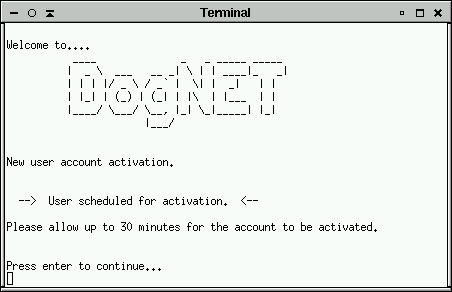 Terminal
Welcome to....
DogNET
New user account activation.
--> User scheduled for activation. <--
Please allow up to 30 minutes for the account to be activated.
Press enter to continue...